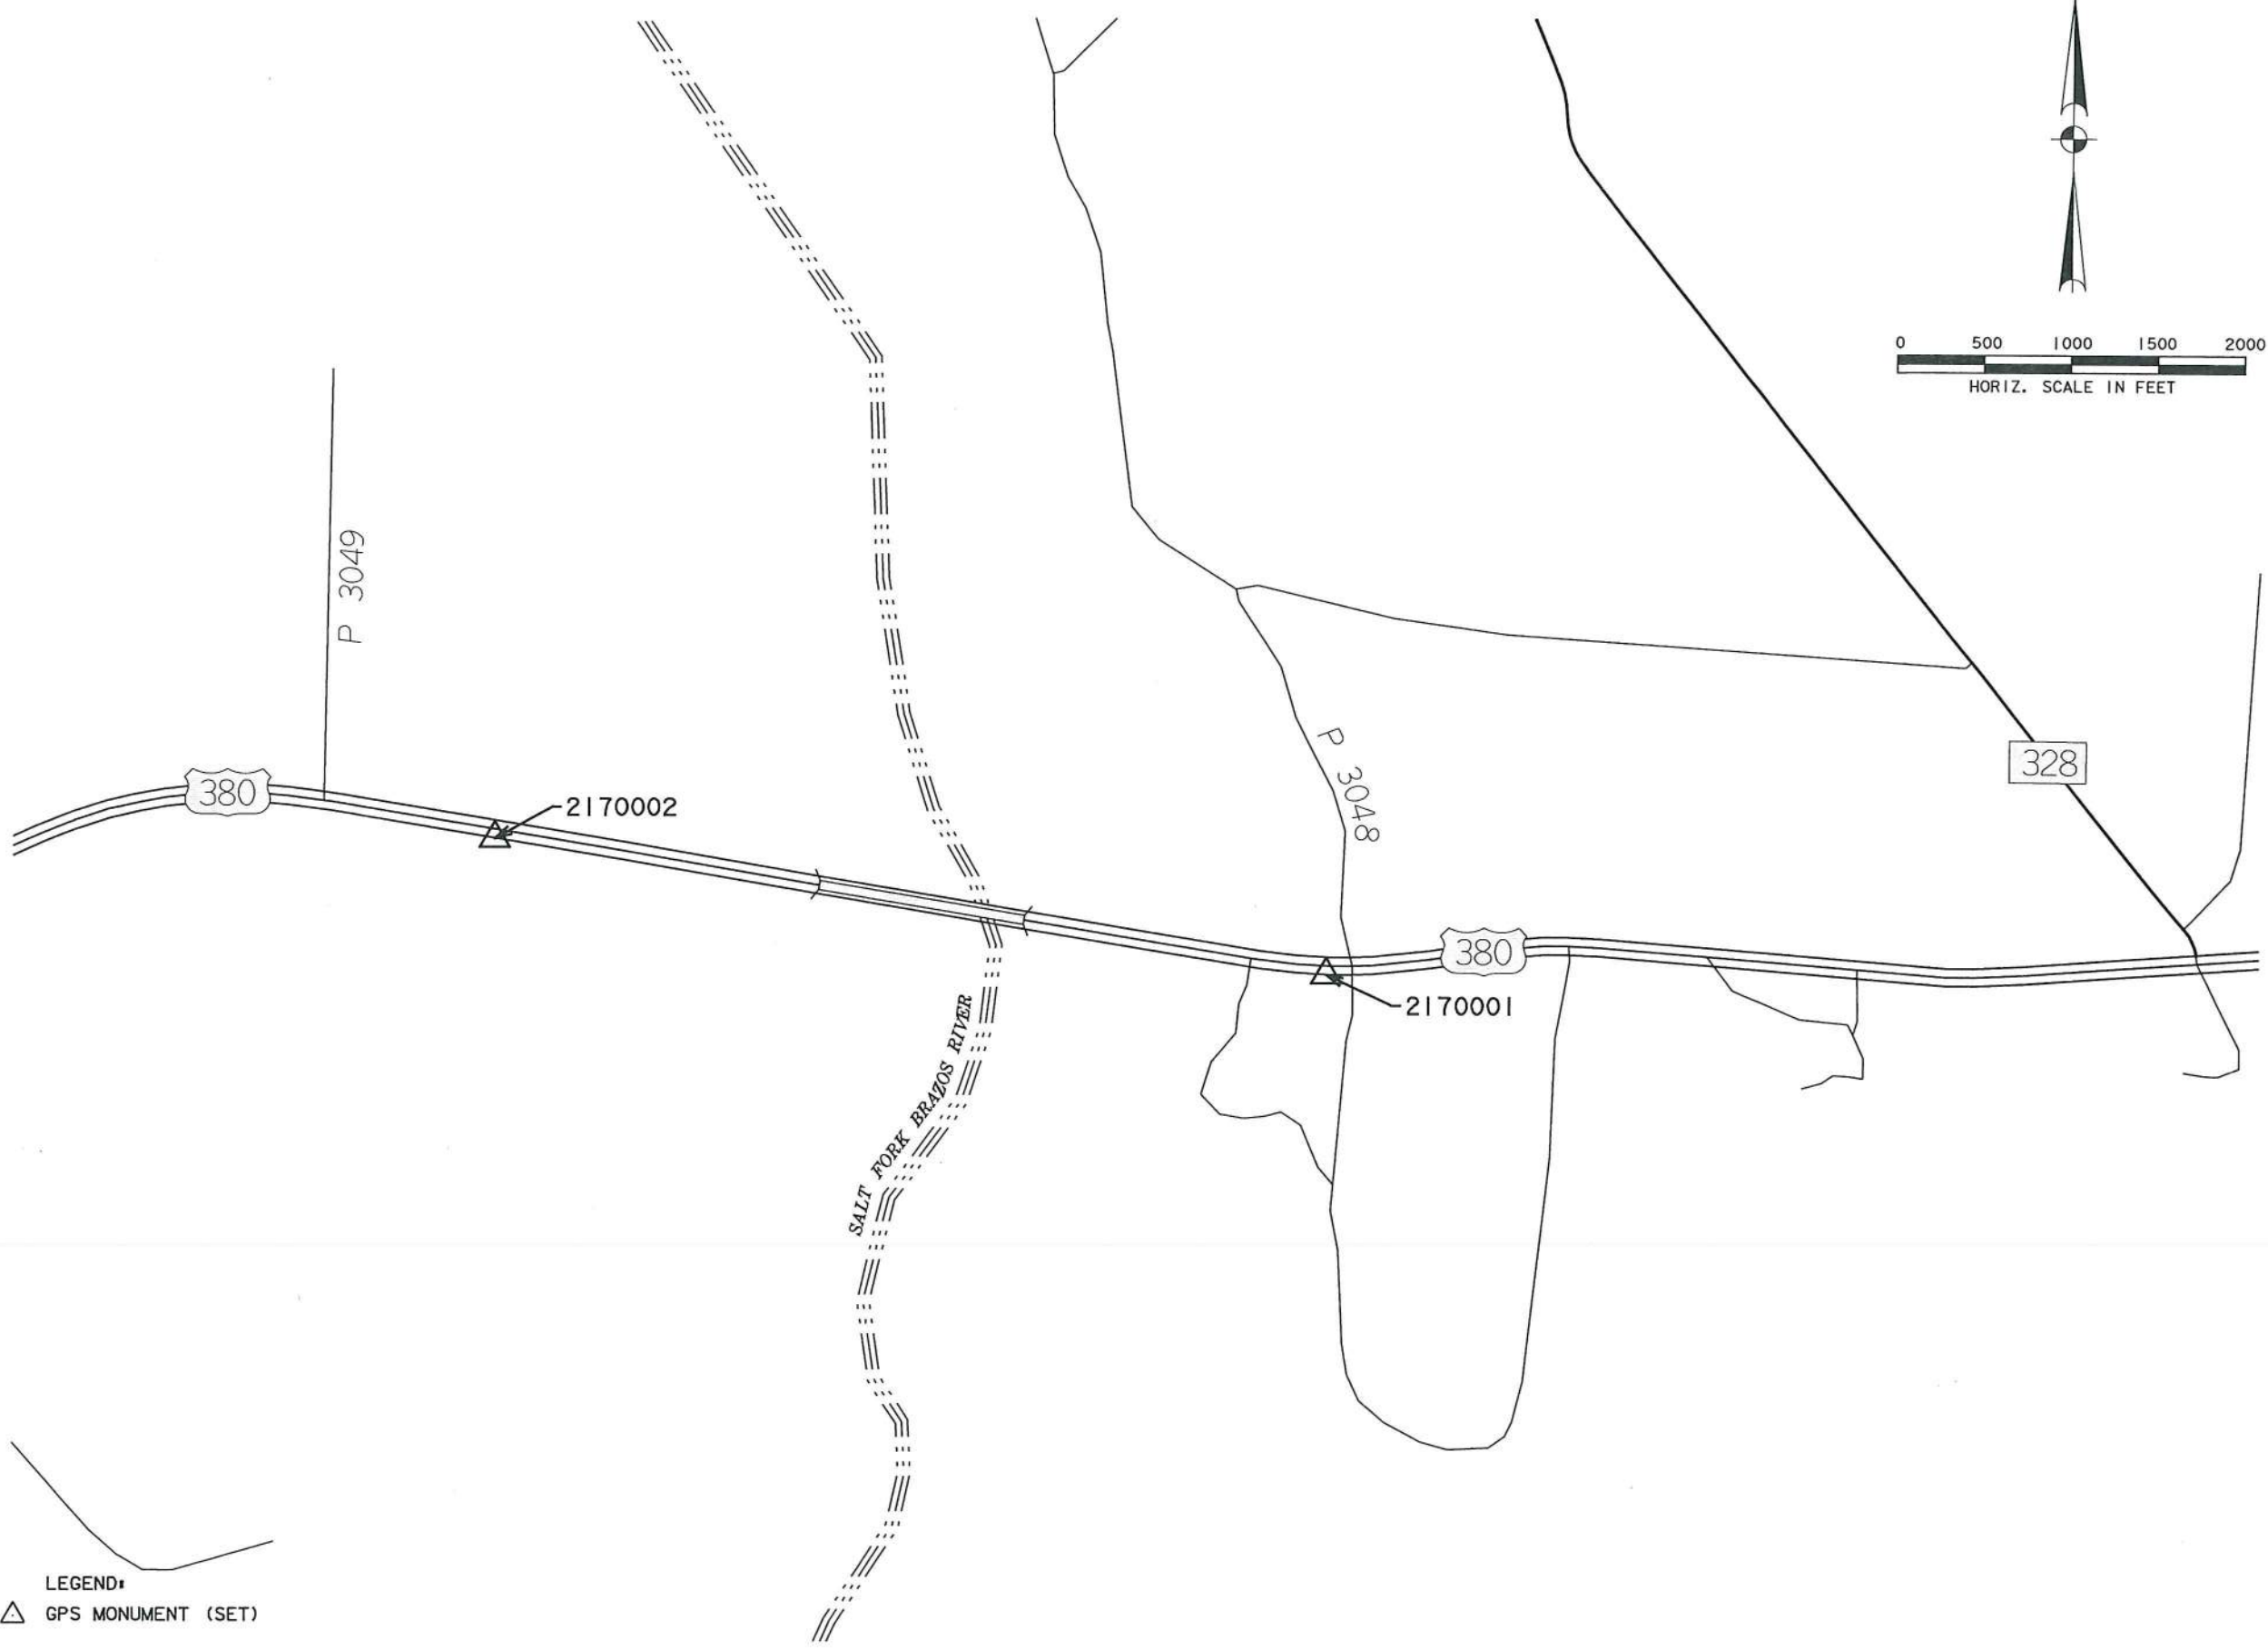 0 500 1000 1500 2000
HORIZ. SCALE IN FEET
P 3049
P 3048
328
380
2170002
380
2170001
SALT FORK BRAZOS RIVER
LEGEND:
GPS MONUMENT (SET)